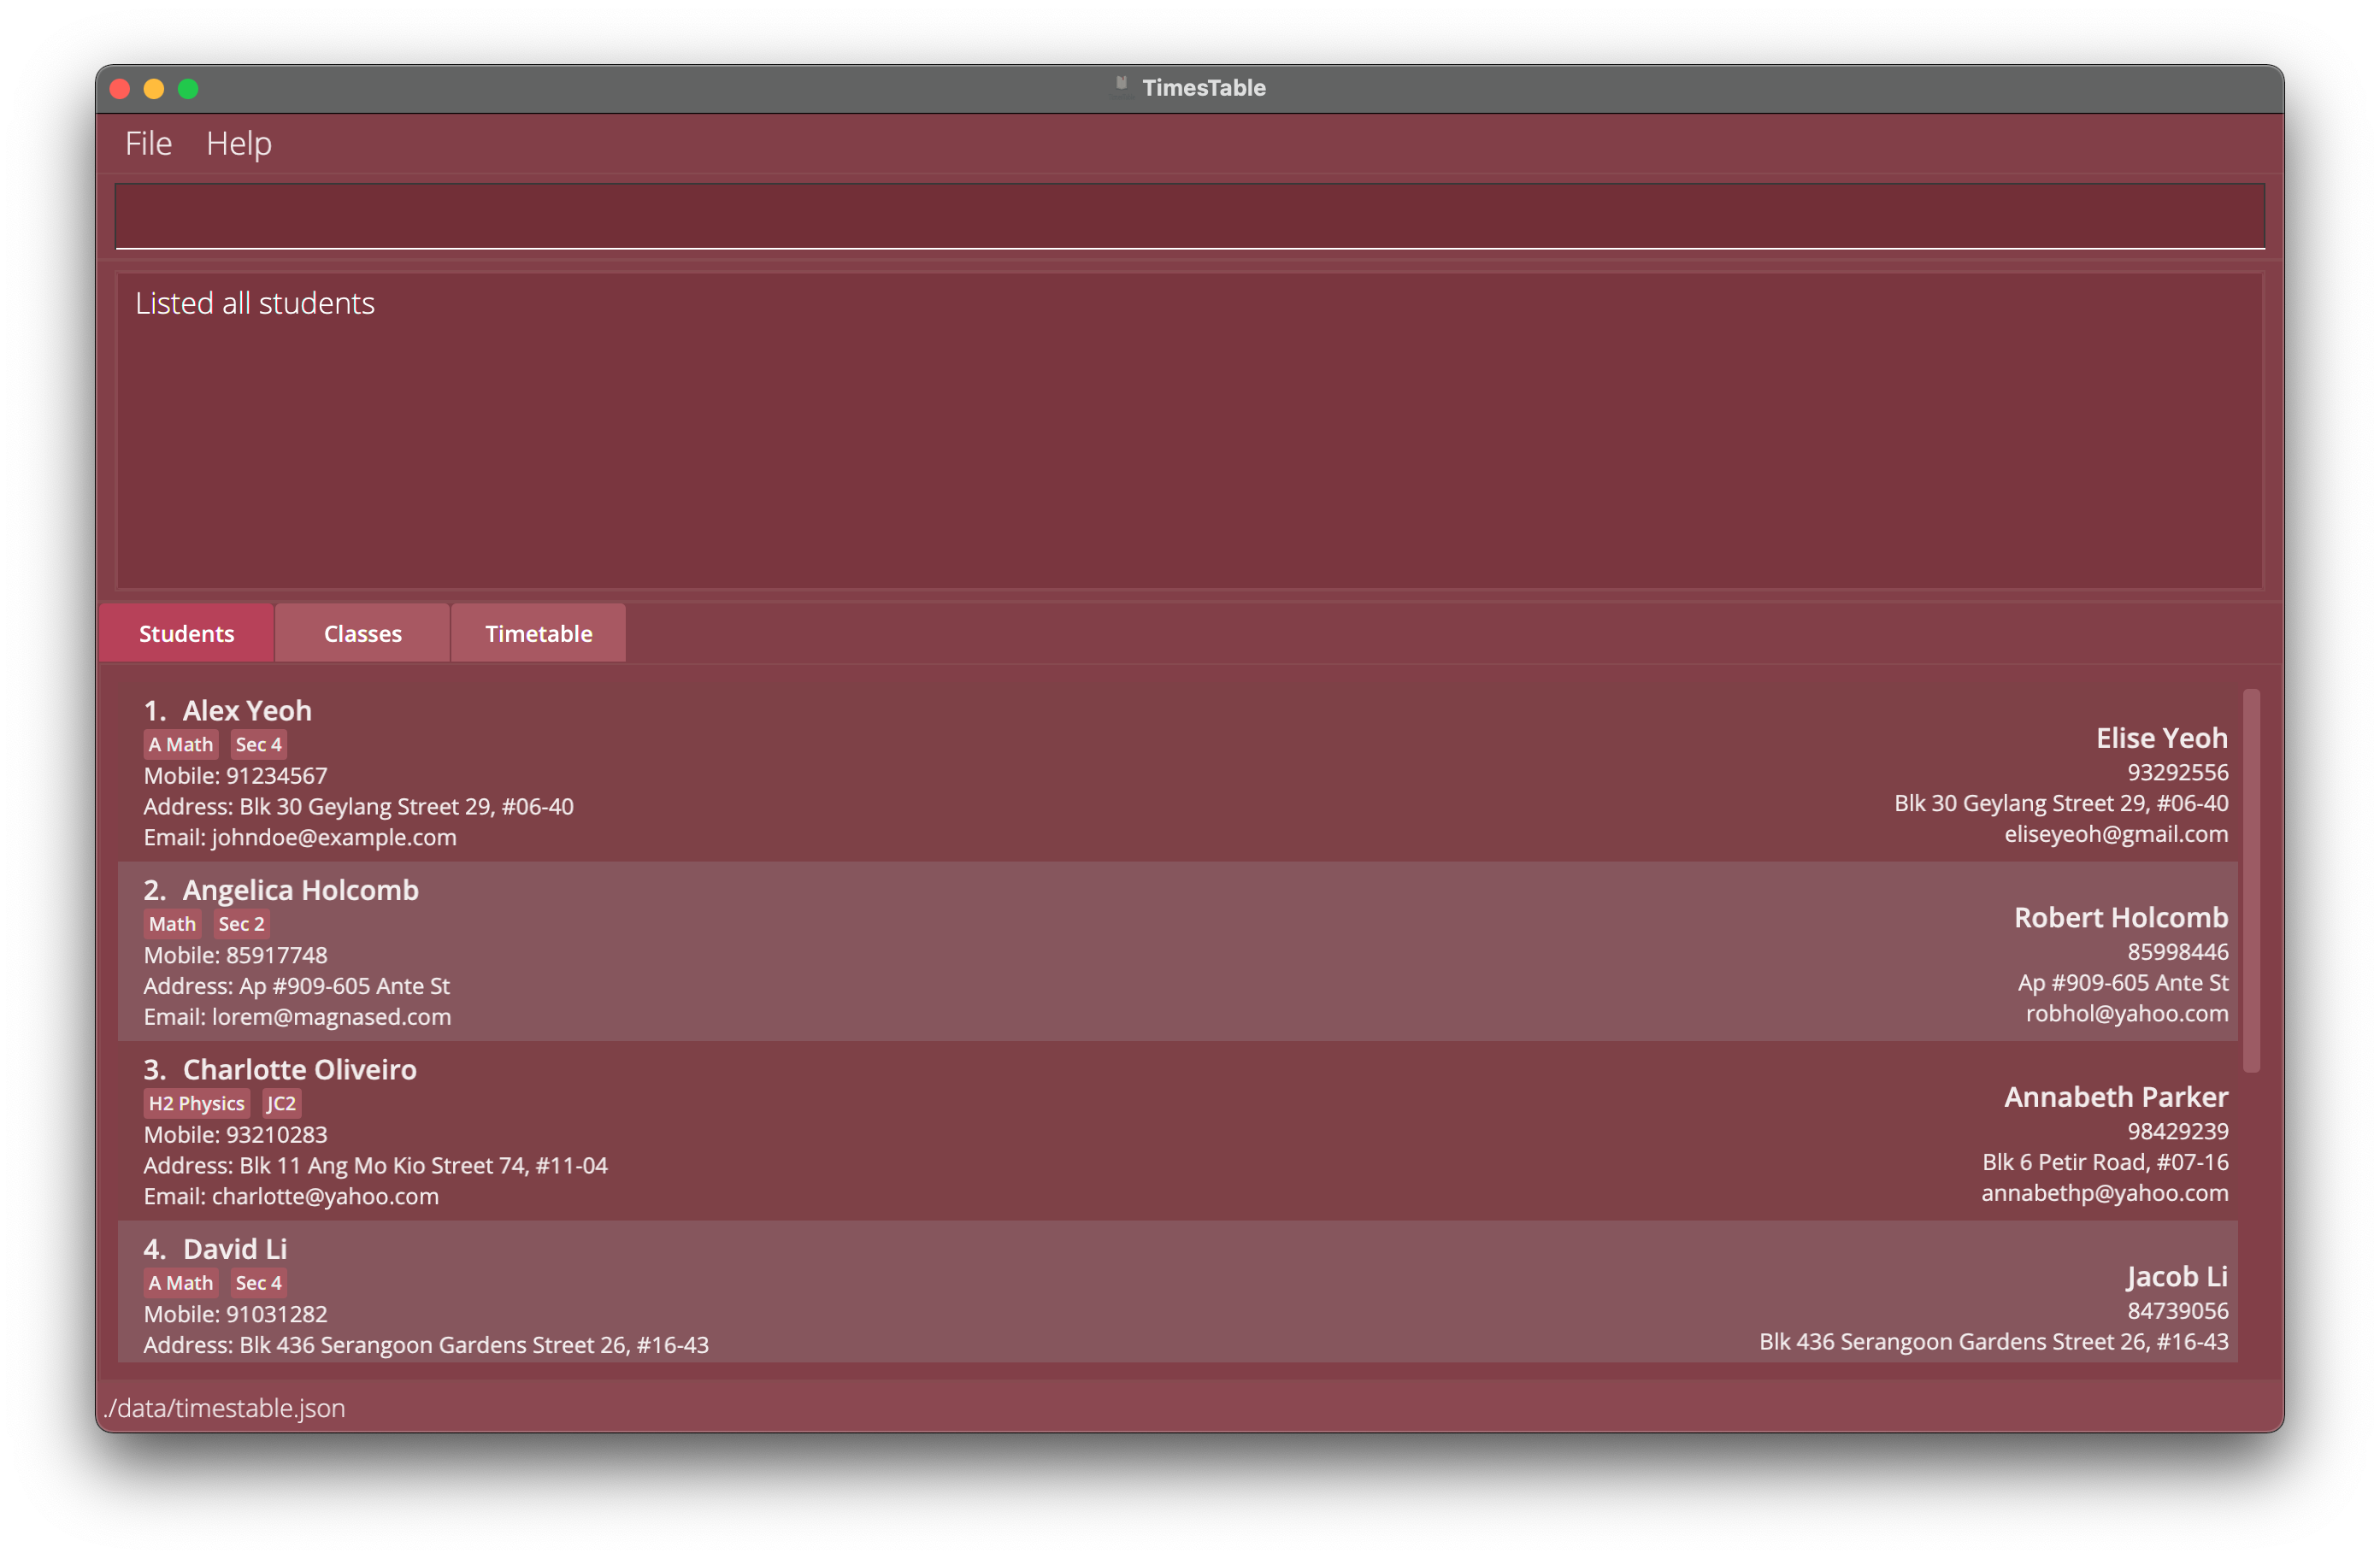 TimesTable
File Help
Listed all students
Students Classes Timetable
1. Alex Yeoh
A Math Sec 4
Mobile: 91234567
Address: Blk 30 Geylang Street 29, #06-40
Email: johndoe@example.com
Elise Yeoh
93292556
Blk 30 Geylang Street 29, #06-40
eliseyeoh@gmail.com
2. Angelica Holcomb
Math Sec 2
Mobile: 85917748
Address: Ap #909-605 Ante St
Email: lorem@magnased.com
Robert Holcomb
85998446
Ap #909-605 Ante St
robhol@yahoo.com
3. Charlotte Oliveiro
H2 Physics JC2
Mobile: 93210283
Address: Blk 11 Ang Mo Kio Street 74, #11-04
Email: charlotte@yahoo.com
Annabeth Parker
98429239
Blk 6 Petir Road, #07-16
annabethp@yahoo.com
4. David Li
A Math Sec 4
Mobile: 91031282
Address: Blk 436 Serangoon Gardens Street 26, #16-43
Jacob Li
84739056
Blk 436 Serangoon Gardens Street 26, #16-43
./data/timestable.json